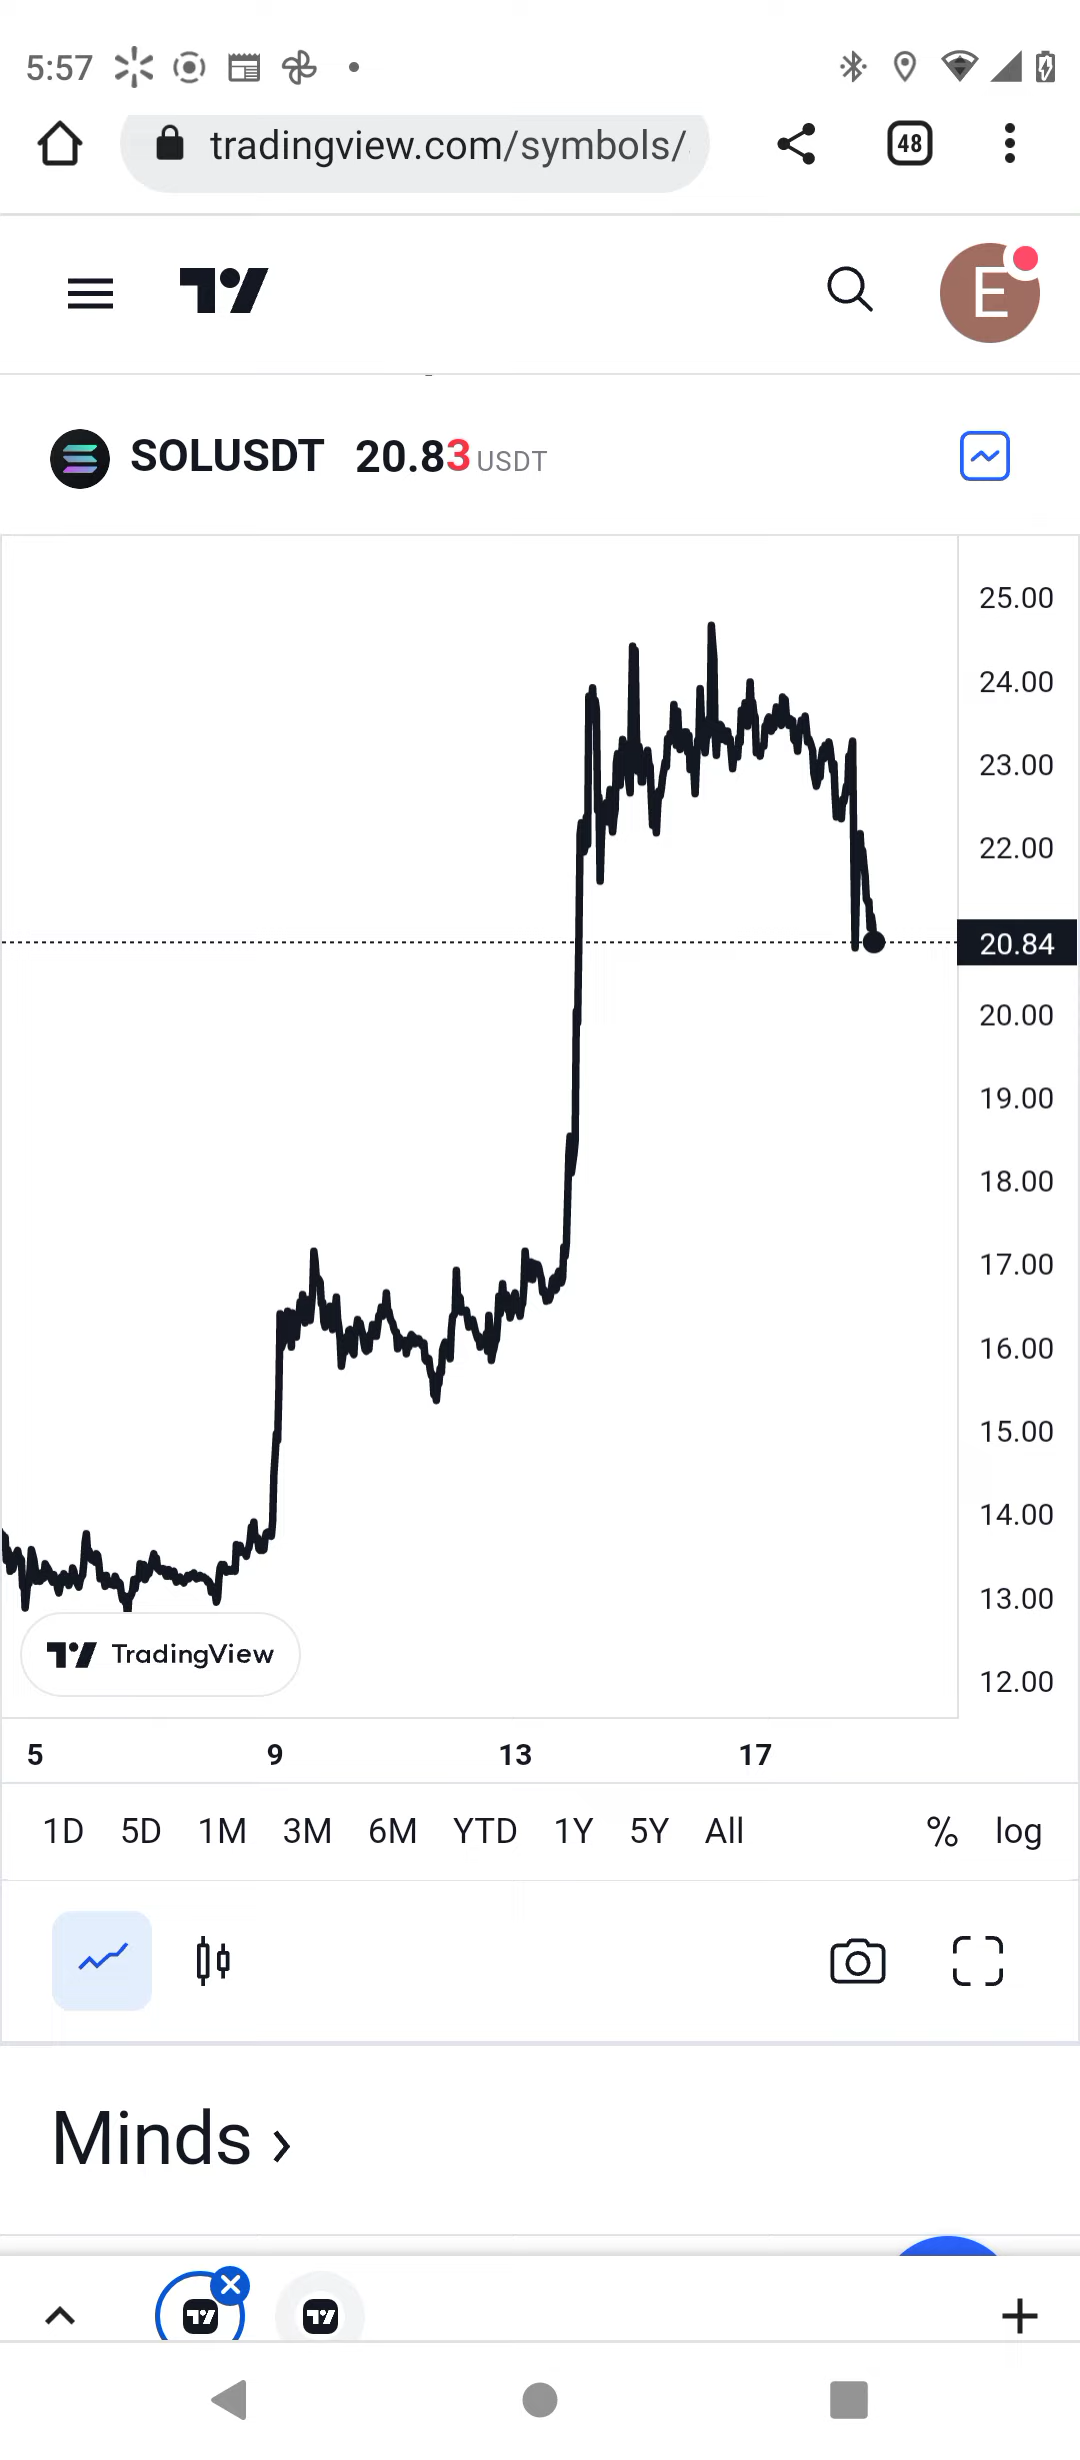 5:57
tradingview.com/symbols/
48
E
SOLUSDT 20.83 USDT
25.00
24.00
23.00
22.00
20.84
20.00
19.00
18.00
17.00
16.00
15.00
14.00
13.00
TradingView
12.00
5 9 13 17
1D 5D 1M 3M 6M YTD 1Y 5Y All % log
Minds ›